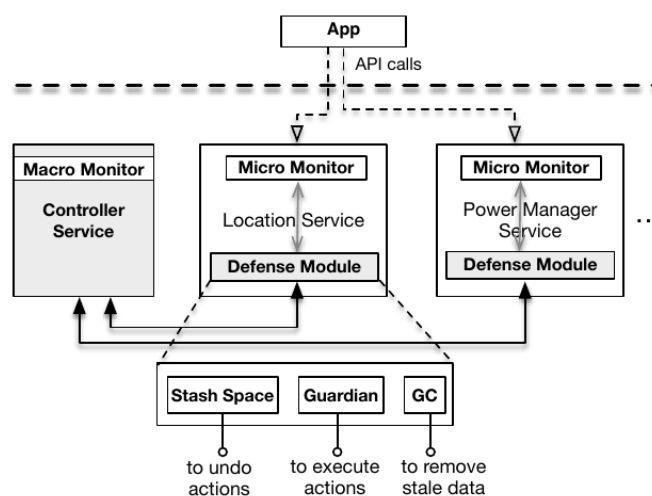 App
API calls
Macro Monitor
Controller
Service
Micro Monitor
Location Service
Defense Module
Micro Monitor
Power Manager
Service
Defense Module
...
Stash Space
Guardian
GC
to undo
actions
to execute
actions
to remove
stale data